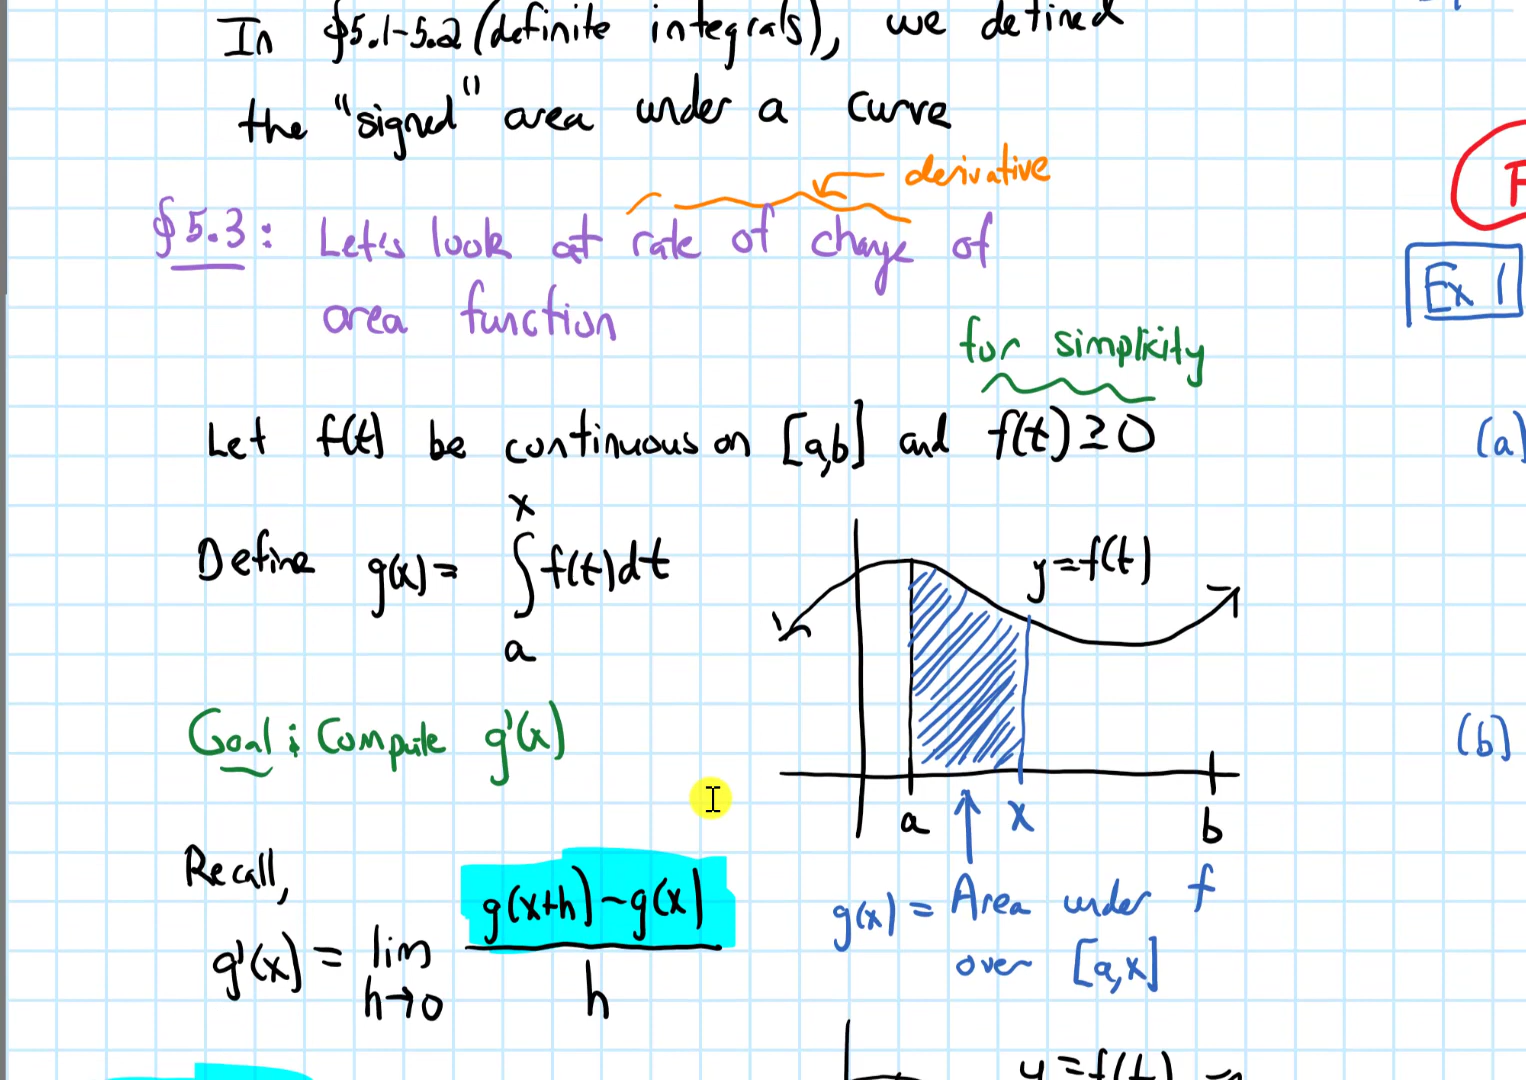 In §5.1-5.2 (definite integrals), we defined
the "signed" area under a curve
derivative
§5.3: Let's look at rate of change of
area function
for simplicity
Let f(t) be continuous on [a,b] and f(t) ≥ 0
Define g(x) = ∫ₐˣ f(t)dt
y = f(t)
a x b
g(x) = Area under f
over [a,x]
Goal: Compute g'(x)
Recall,
g'(x) = lim h→0 (g(x+h) - g(x))/h
y = f(t)
F
Ex 1
(a)
(b)